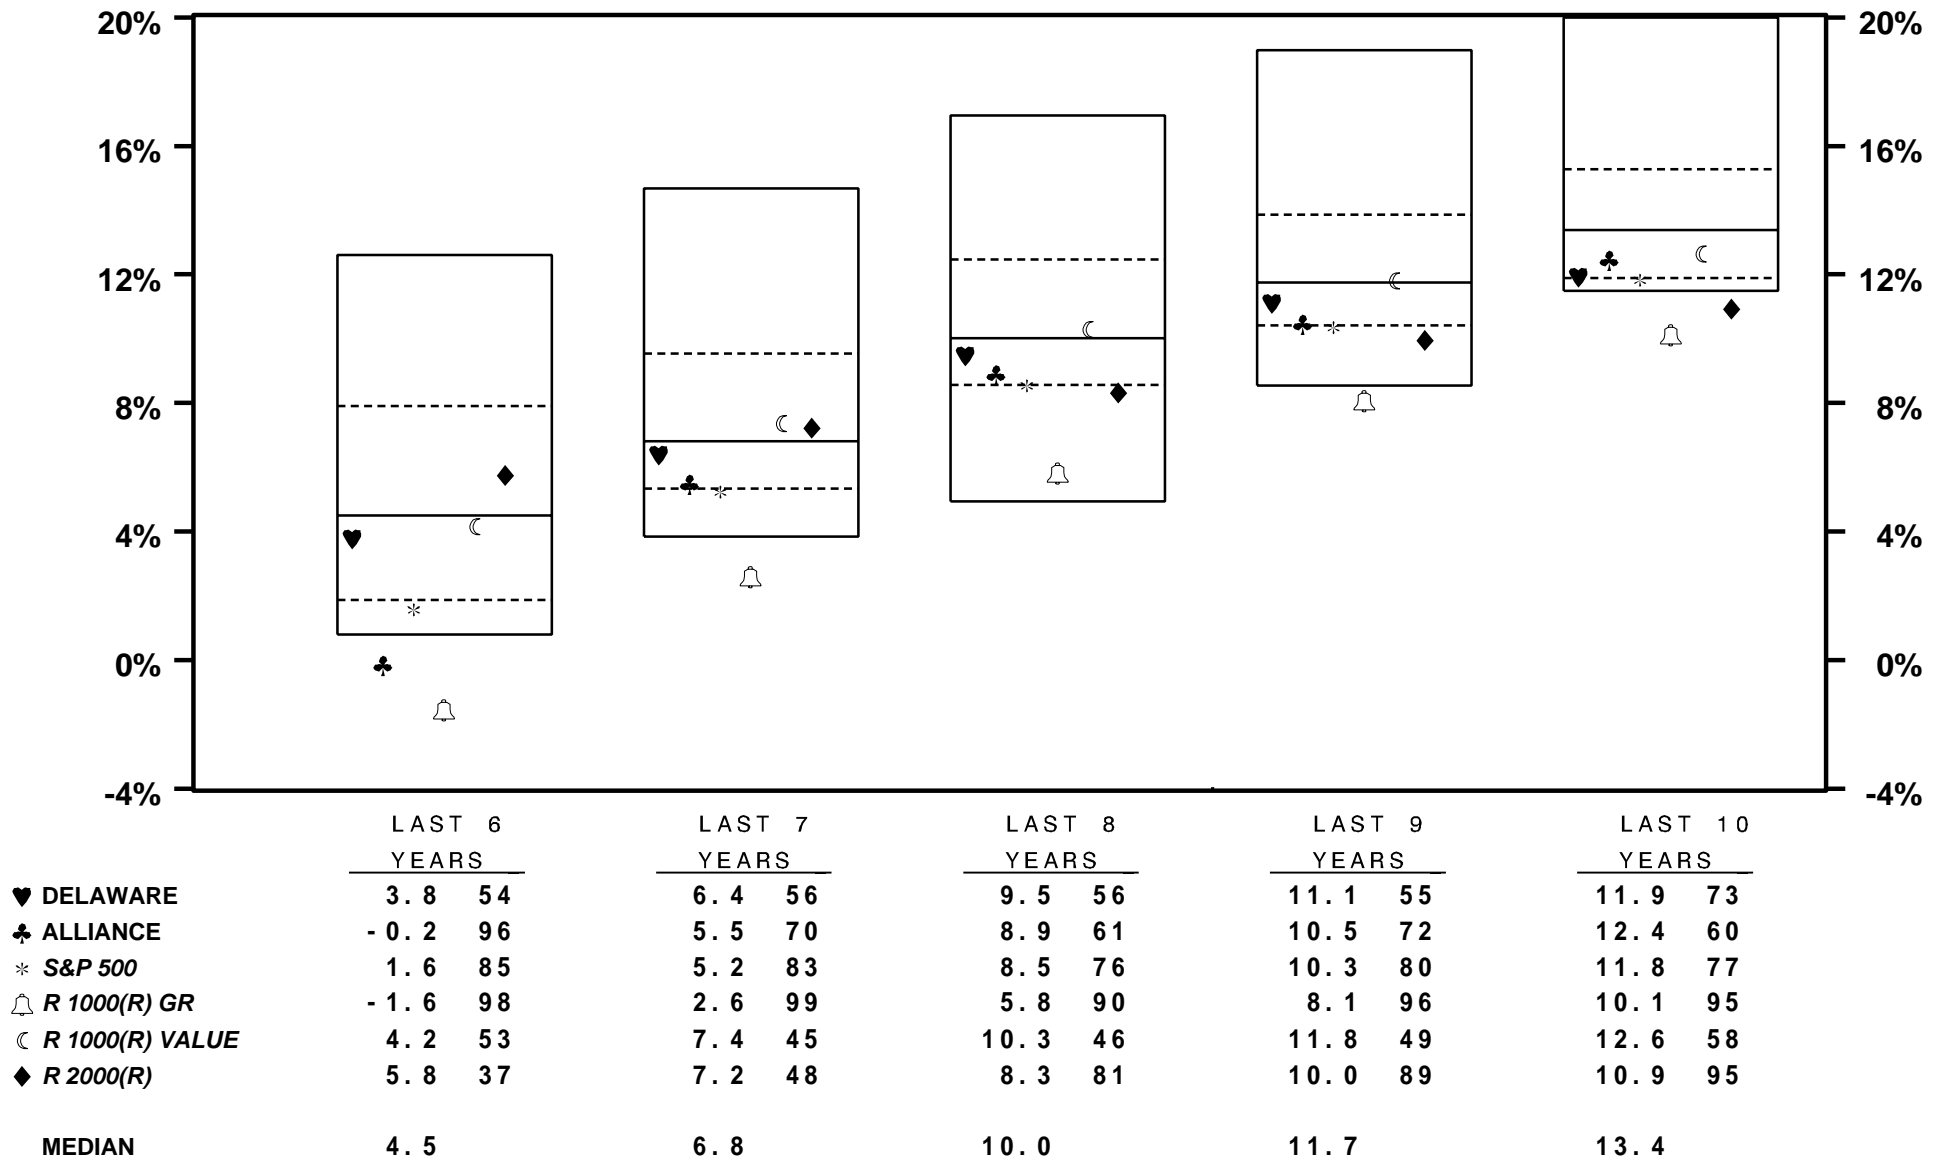 20% 20%
16% 16%
12% 12%
8% 8%
4% 4%
0% 0%
-4% -4%
LAST 6 LAST 7 LAST 8 LAST 9 LAST 10
YEARS YEARS YEARS YEARS YEARS
♥ DELAWARE 3.8 54 6.4 56 9.5 56 11.1 55 11.9 73
♣ ALLIANCE -0.2 96 5.5 70 8.9 61 10.5 72 12.4 60
* S&P 500 1.6 85 5.2 83 8.5 76 10.3 80 11.8 77
R 1000(R) GR -1.6 98 2.6 99 5.8 90 8.1 96 10.1 95
R 1000(R) VALUE 4.2 53 7.4 45 10.3 46 11.8 49 12.6 58
♦ R 2000(R) 5.8 37 7.2 48 8.3 81 10.0 89 10.9 95
MEDIAN 4.5 6.8 10.0 11.7 13.4